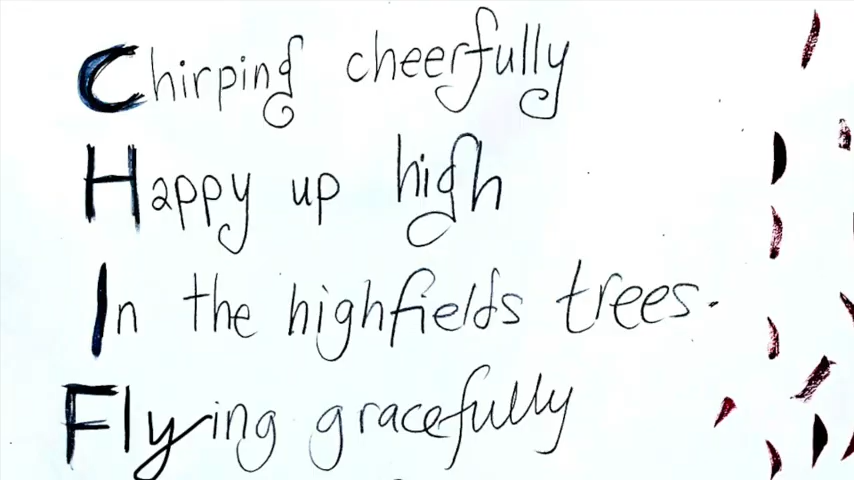 Chirping cheerfully
Happy up high
In the highfields trees.
Flying gracefully